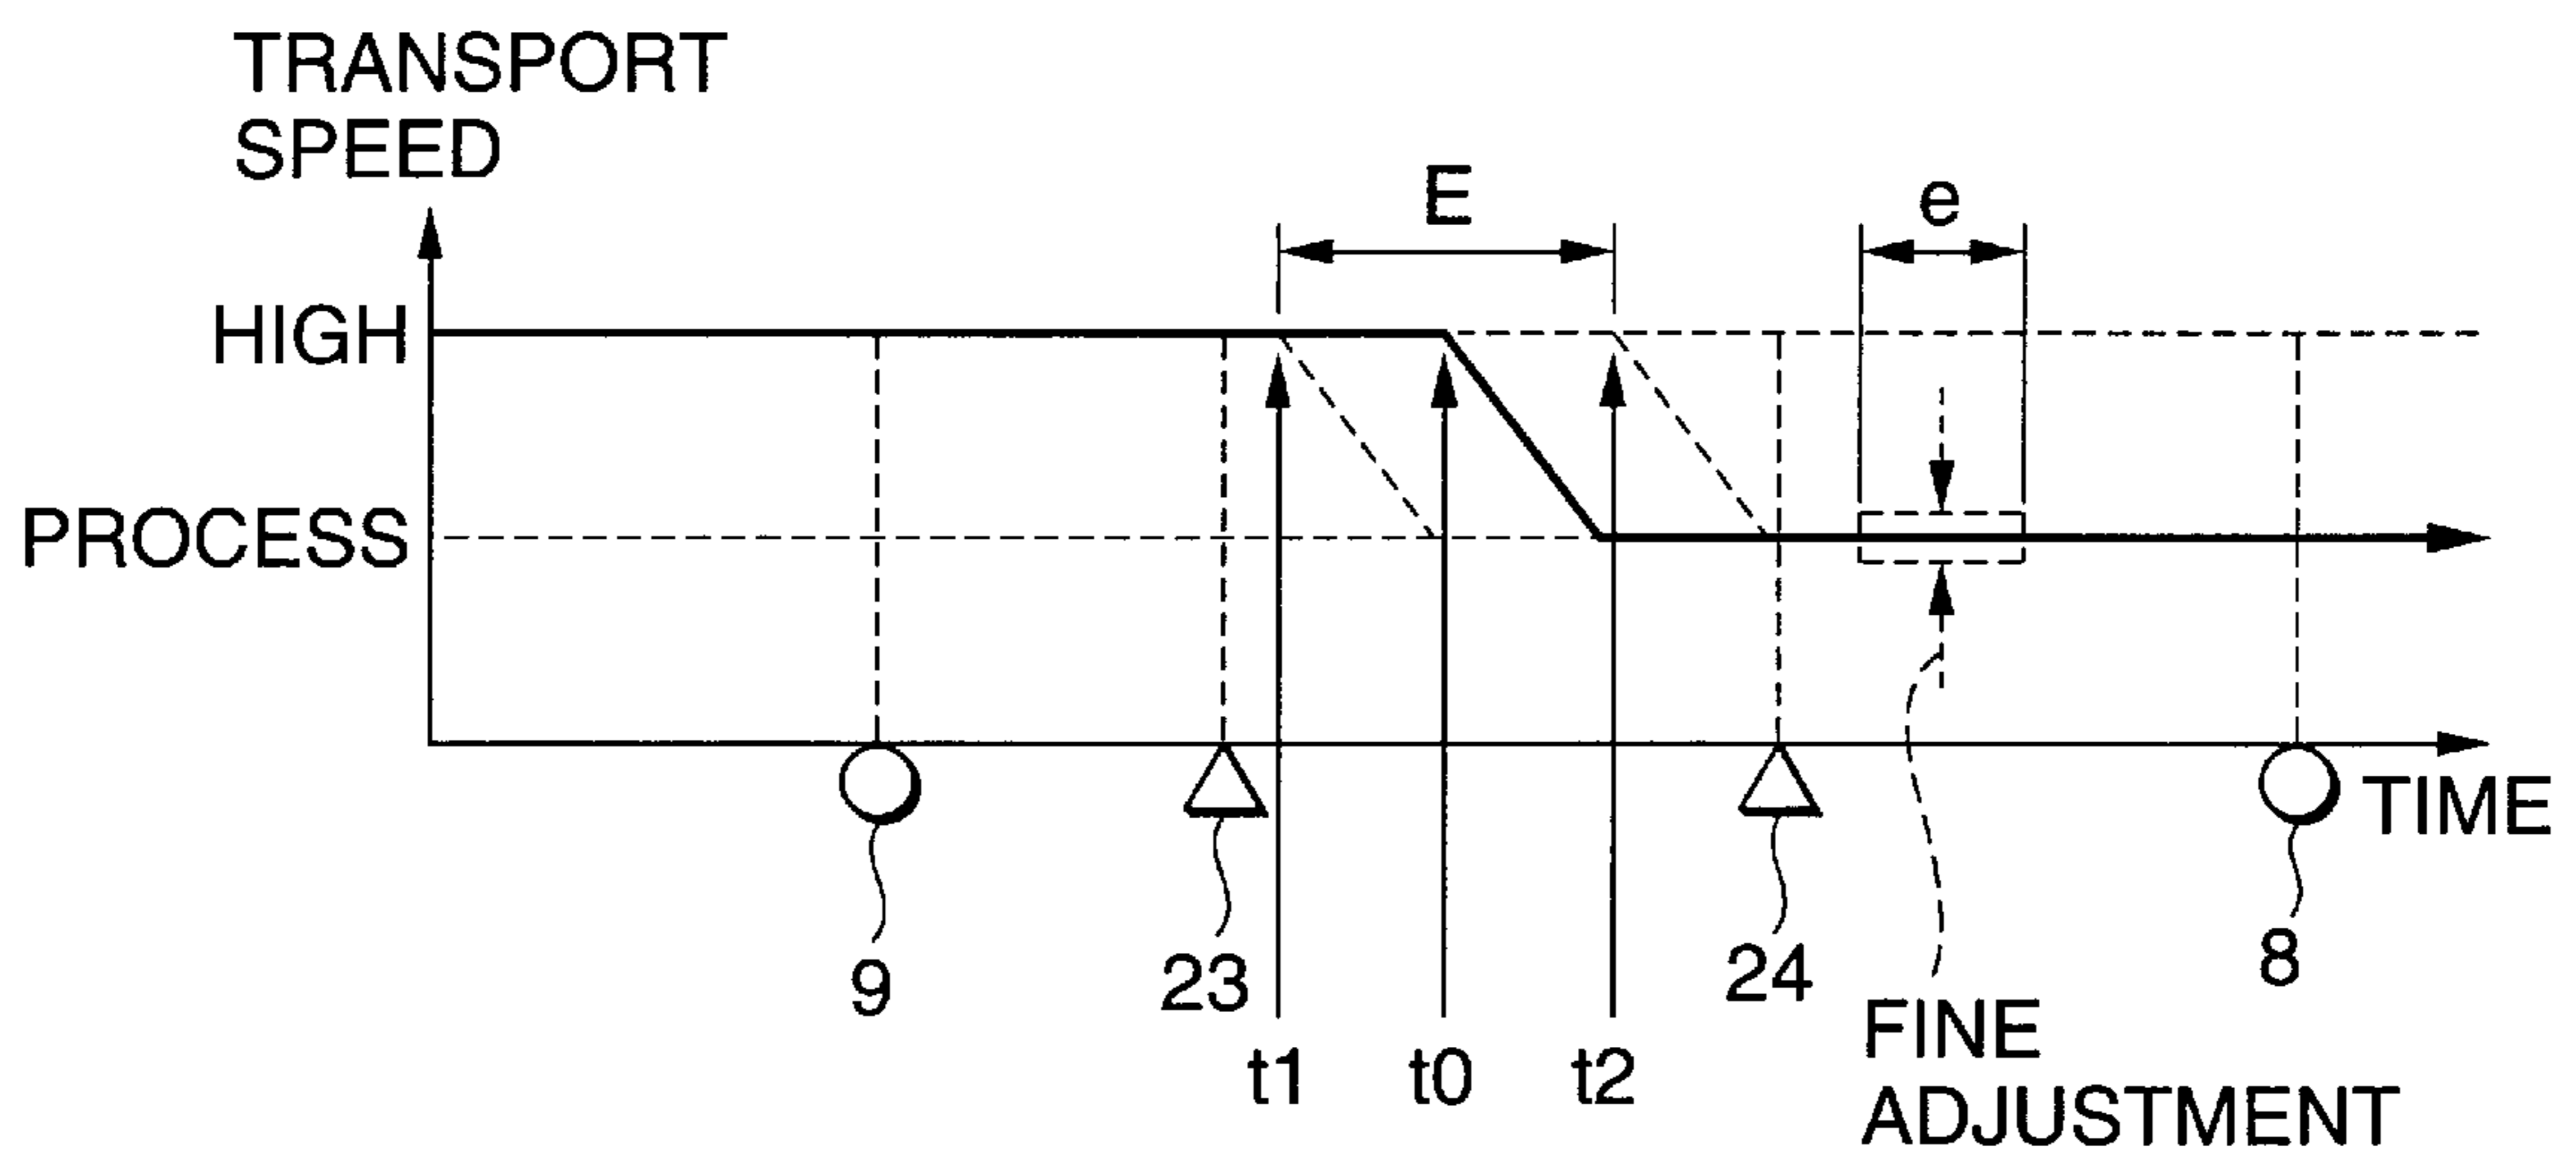 TRANSPORT
SPEED
E
e
HIGH
PROCESS
TIME
9
23
24
8
t1
t0
t2
FINE
ADJUSTMENT